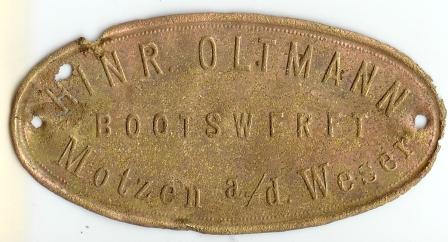 HINR. OLTMANN
BOOTSWERFT
Motzen a./d. Weser